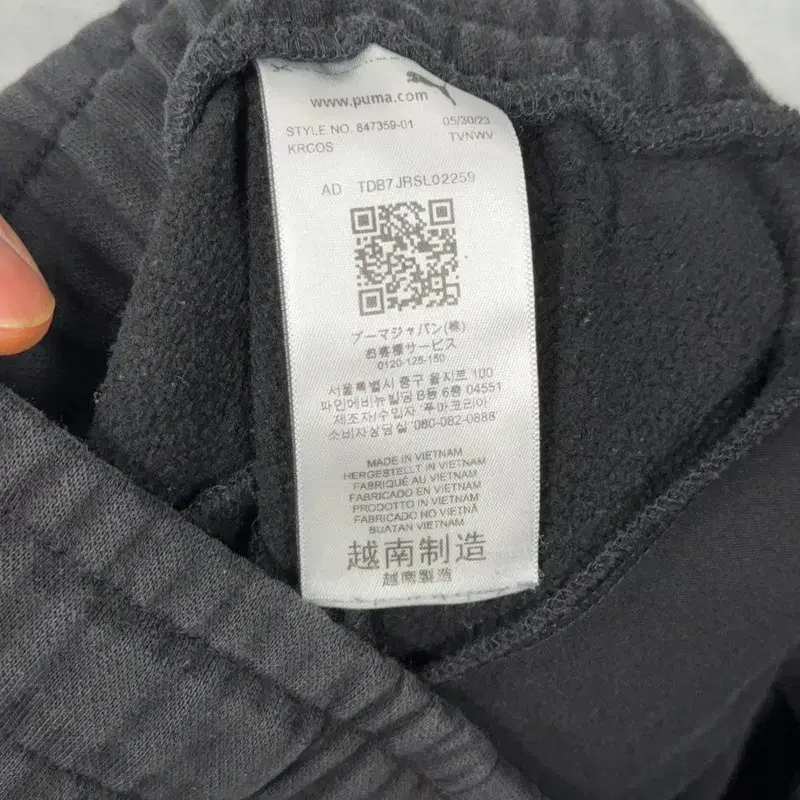 www.puma.com
STYLE NO. 847359-01 05/30/23
KRCOS TVNWV
AD TDB7JRSL02259
プーマジャパン(株)
お客様サービス
0120-125-150
서울특별시 중구 을지로 100
파인에비뉴빌딩 B동 6층 04551
제조자/수입자 '푸마코리아'
소비자상담실 '080-082-0888'
MADE IN VIETNAM
HERGESTELLT IN VIETNAM
FABRIQUÉ AU VIETNAM
FABRICADO EN VIETNAM
PRODOTTO IN VIETNAM
FABRICADO NO VIETNÃ
BUATAN VIETNAM
越南制造
越南製造